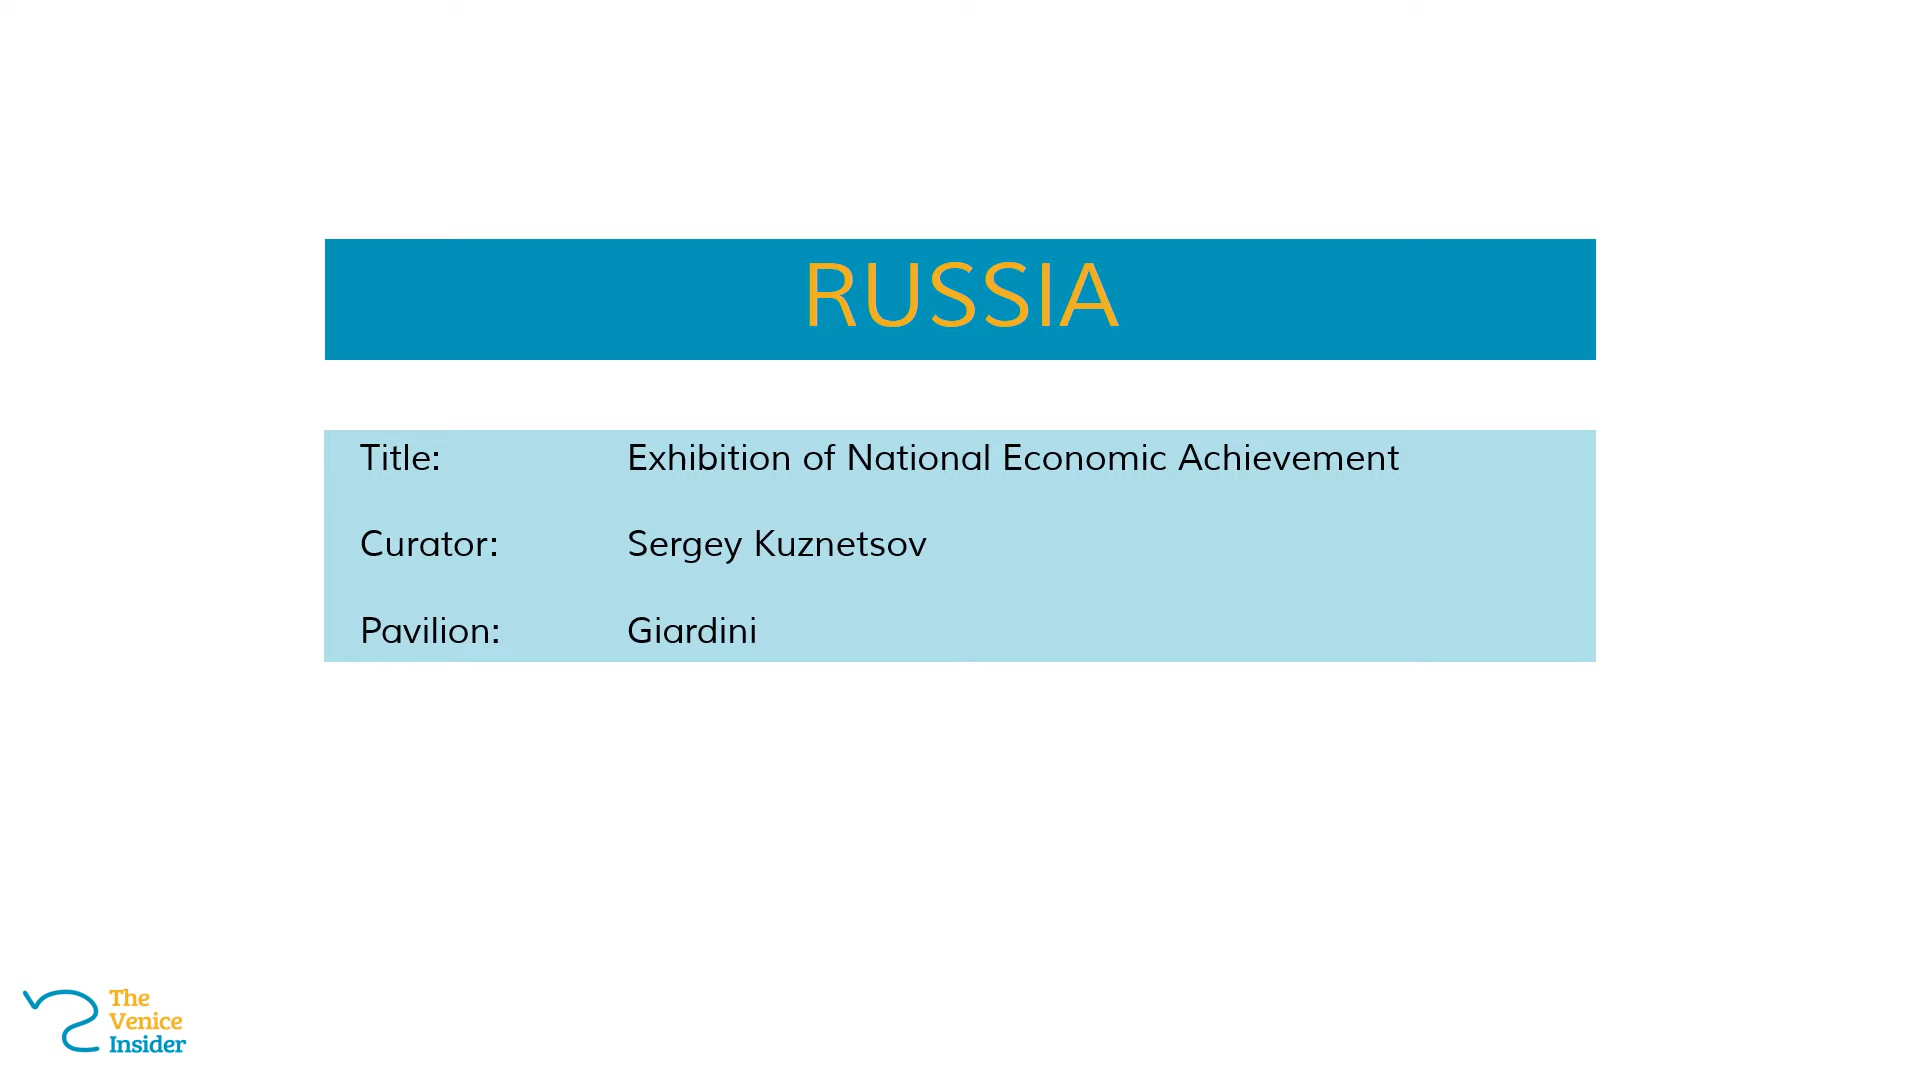 RUSSIA
Title: Exhibition of National Economic Achievement
Curator: Sergey Kuznetsov
Pavilion: Giardini
The
Venice
Insider